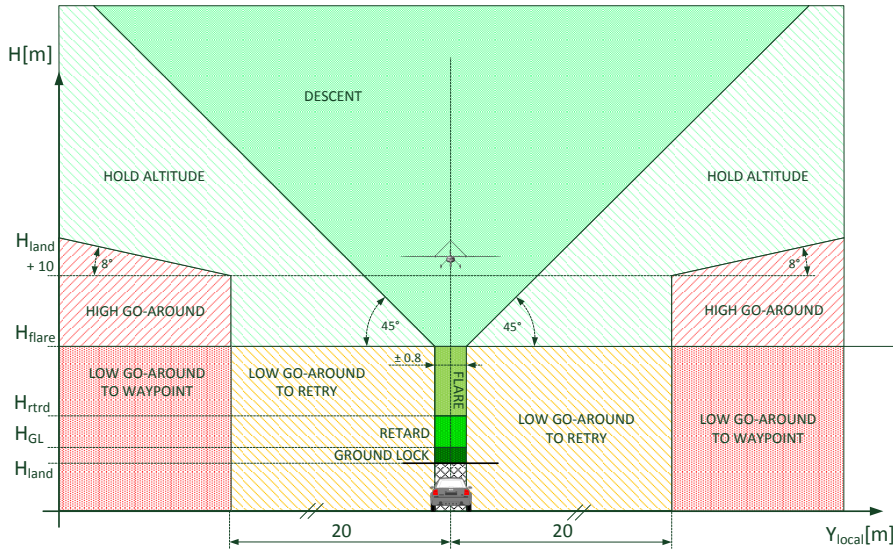 H[m]
DESCENT
HOLD ALTITUDE
HOLD ALTITUDE
Hland
+ 10
8°
8°
HIGH GO-AROUND
HIGH GO-AROUND
45°
45°
Hflare
± 0.8
LOW GO-AROUND
TO WAYPOINT
LOW GO-AROUND
TO RETRY
FLARE
Hrtrd
LOW GO-AROUND
TO RETRY
LOW GO-AROUND
TO WAYPOINT
HGL
RETARD
GROUND LOCK
Hland
20
20
Ylocal[m]